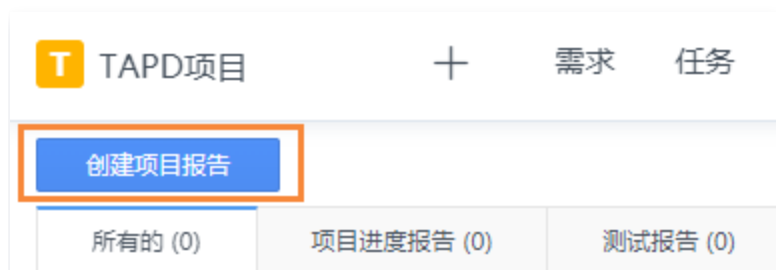 T TAPD项目 + 需求 任务
创建项目报告
所有的 (0) 项目进度报告 (0) 测试报告 (0)